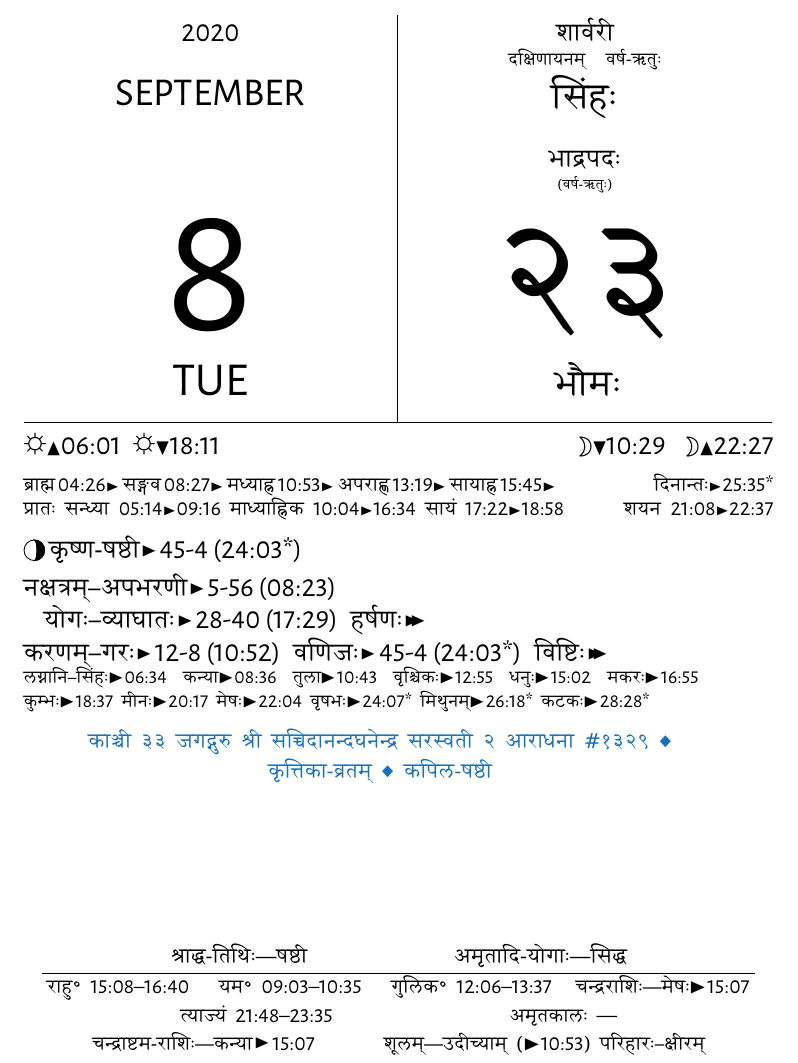 2020
SEPTEMBER
8
TUE
शार्वरी
दक्षिणायनम् वर्ष-ऋतुः
सिंहः
भाद्रपदः
(वर्ष-ऋतुः)
२३
भौमः
☼▲06:01 ☼▼18:11 ☽▼10:29 ☽▲22:27
ब्राह्म 04:26► सङ्गव 08:27► मध्याह्न 10:53► अपराह्ण 13:19► सायाह्न 15:45► दिनान्तः►25:35*
प्रातः सन्ध्या 05:14►09:16 माध्याह्निक 10:04►16:34 सायं 17:22►18:58 शयन 21:08►22:37
कृष्ण-षष्ठी►45-4 (24:03*)
नक्षत्रम्–अपभरणी►5-56 (08:23)
योगः–व्याघातः►28-40 (17:29) हर्षणः►►
करणम्–गरः►12-8 (10:52) वणिजः►45-4 (24:03*) विष्टिः►►
लग्नानि–सिंहः►06:34 कन्या►08:36 तुला►10:43 वृश्चिकः►12:55 धनुः►15:02 मकरः►16:55
कुम्भः►18:37 मीनः►20:17 मेषः►22:04 वृषभः►24:07* मिथुनम्►26:18* कटकः►28:28*
काञ्ची ३३ जगद्गुरु श्री सच्चिदानन्दघनेन्द्र सरस्वती २ आराधना #१३२९ ◆
कृत्तिका-व्रतम् ◆ कपिल-षष्ठी
श्राद्ध-तिथिः—षष्ठी अमृतादि-योगाः—सिद्ध
राहु° 15:08–16:40 यम° 09:03–10:35 गुलिक° 12:06–13:37 चन्द्रराशिः—मेषः►15:07
त्याज्यं 21:48–23:35 अमृतकालः —
चन्द्राष्टम-राशिः—कन्या►15:07 शूलम्—उदीच्याम् (►10:53) परिहारः–क्षीरम्